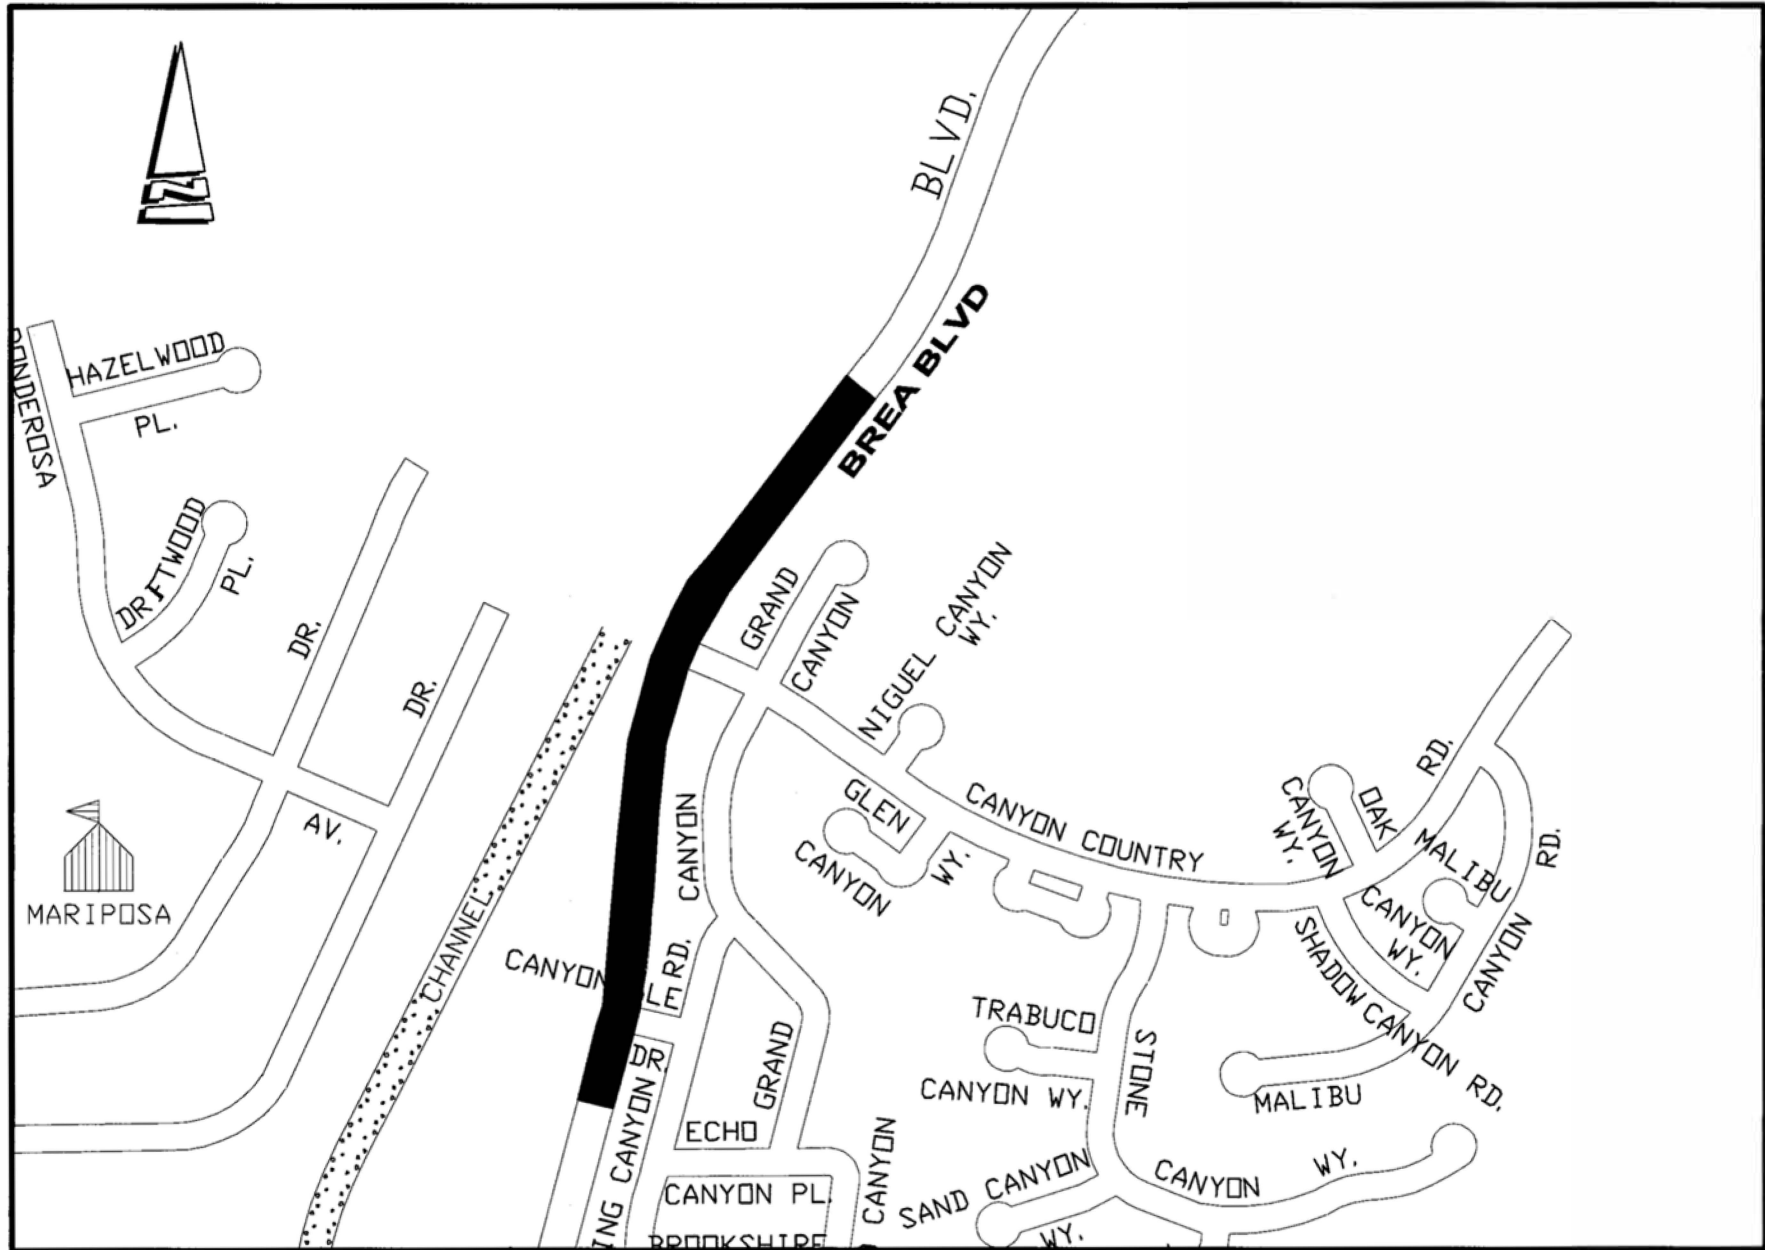 N
BLVD.
BREA BLVD
HAZELWOOD
PL.
PONDEROSA
DRIFTWOOD
PL.
DR.
DR.
AV.
MARIPOSA
CHANNEL
GRAND
CANYON
NIGUEL CANYON
WY.
GLEN
CANYON
WY.
CANYON COUNTRY
RD.
OAK
CANYON
WY.
MALIBU
CANYON
WY.
RD.
CANYON
SHADOW CANYON RD.
MALIBU
CANYON
RD.
CANYON
DR.
CANYON
GRAND
ECHO
CANYON PL.
BROOKSHIRE
CANYON
TRABUCO
CANYON WY.
STONE
CANYON
WY.
SAND CANYON
WY.